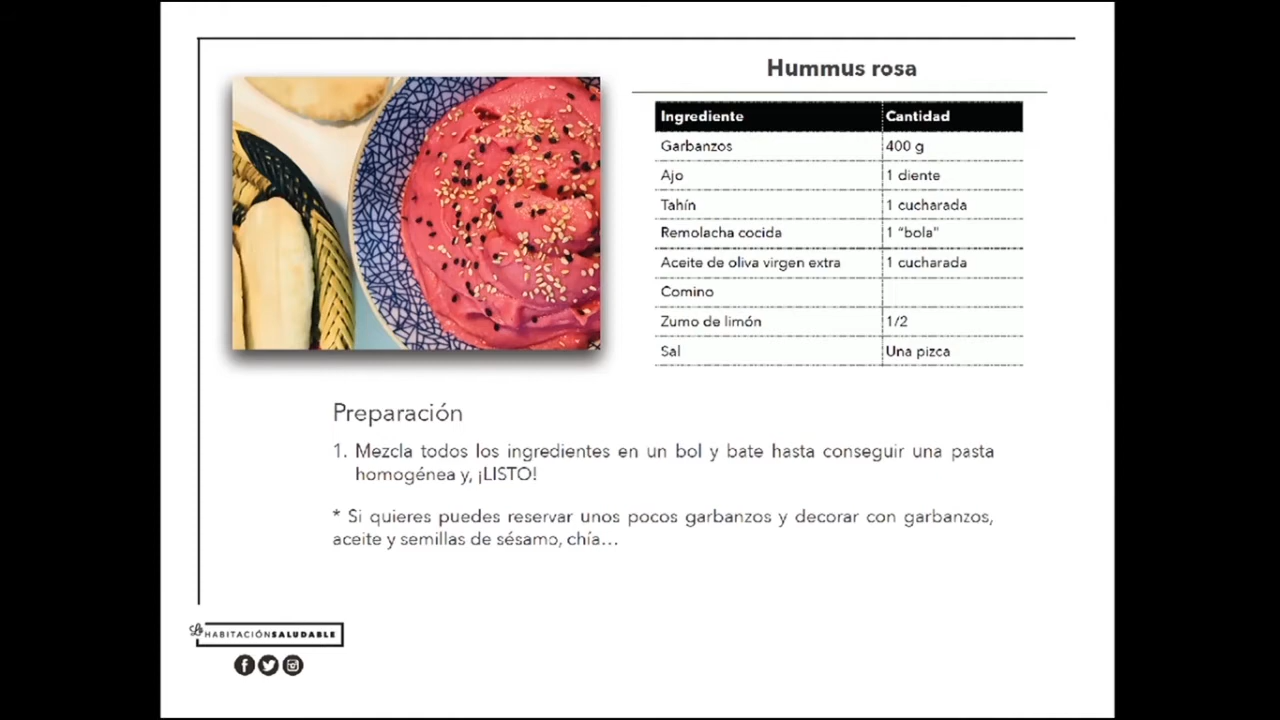 Hummus rosa
Ingrediente Cantidad
Garbanzos 400 g
Ajo 1 diente
Tahín 1 cucharada
Remolacha cocida 1 “bola”
Aceite de oliva virgen extra 1 cucharada
Comino
Zumo de limón 1/2
Sal Una pizca
Preparación
1. Mezcla todos los ingredientes en un bol y bate hasta conseguir una pasta
homogénea y, ¡LISTO!
* Si quieres puedes reservar unos pocos garbanzos y decorar con garbanzos,
aceite y semillas de sésamo, chía...
La HABITACIÓNSALUDABLE